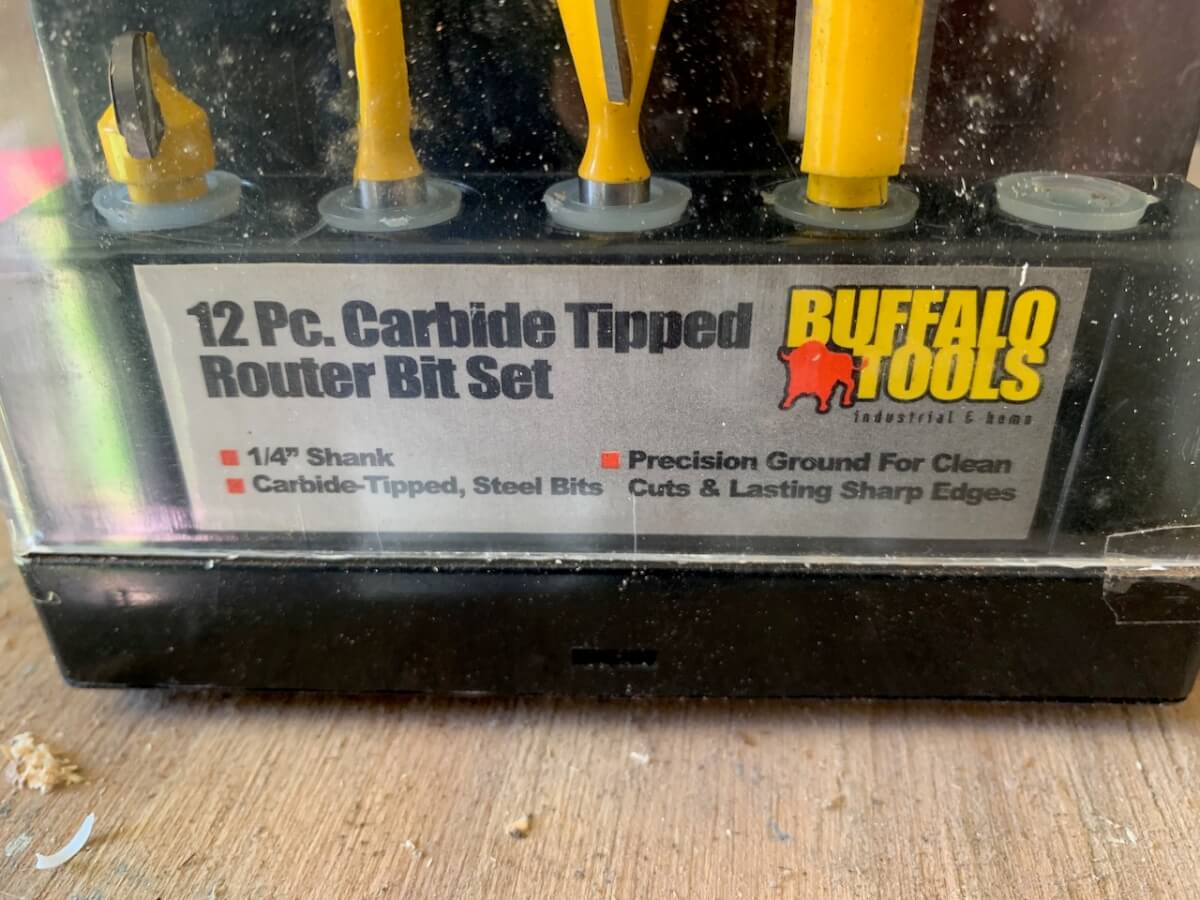 12 Pc. Carbide Tipped
Router Bit Set
BUFFALO
TOOLS
industrial & home
1/4” Shank
Carbide-Tipped, Steel Bits
Precision Ground For Clean
Cuts & Lasting Sharp Edges